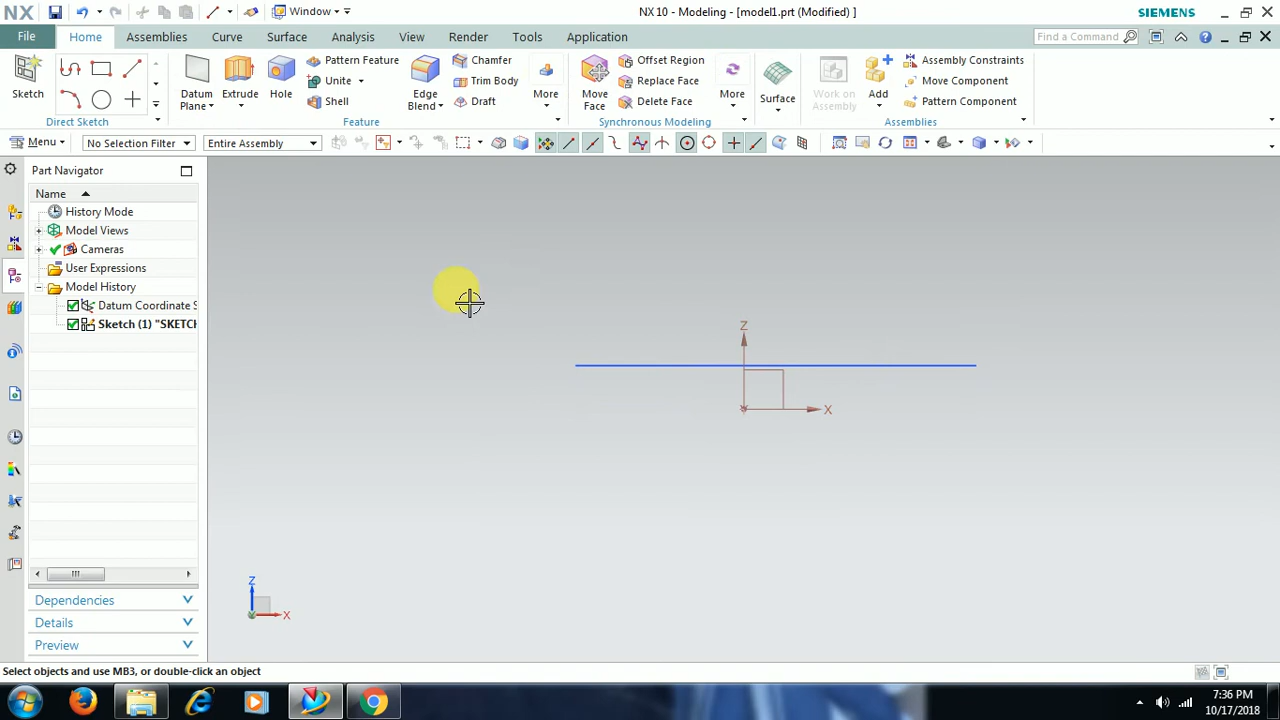 NX
Window
NX 10 - Modeling - [model1.prt (Modified) ]
SIEMENS
File
Home
Assemblies
Curve
Surface
Analysis
View
Render
Tools
Application
Find a Command
Sketch
Direct Sketch
Datum Plane
Extrude
Hole
Pattern Feature
Unite
Shell
Edge Blend
Chamfer
Trim Body
Draft
More
Feature
Move Face
Offset Region
Replace Face
Delete Face
More
Synchronous Modeling
Surface
Work on Assembly
Add
Assembly Constraints
Move Component
Pattern Component
Assemblies
Menu
No Selection Filter
Entire Assembly
Part Navigator
Name
History Mode
Model Views
Cameras
User Expressions
Model History
Datum Coordinate S
Sketch (1) "SKETCH
Dependencies
Details
Preview
Z
X
Z
X
Select objects and use MB3, or double-click an object
7:36 PM
10/17/2018